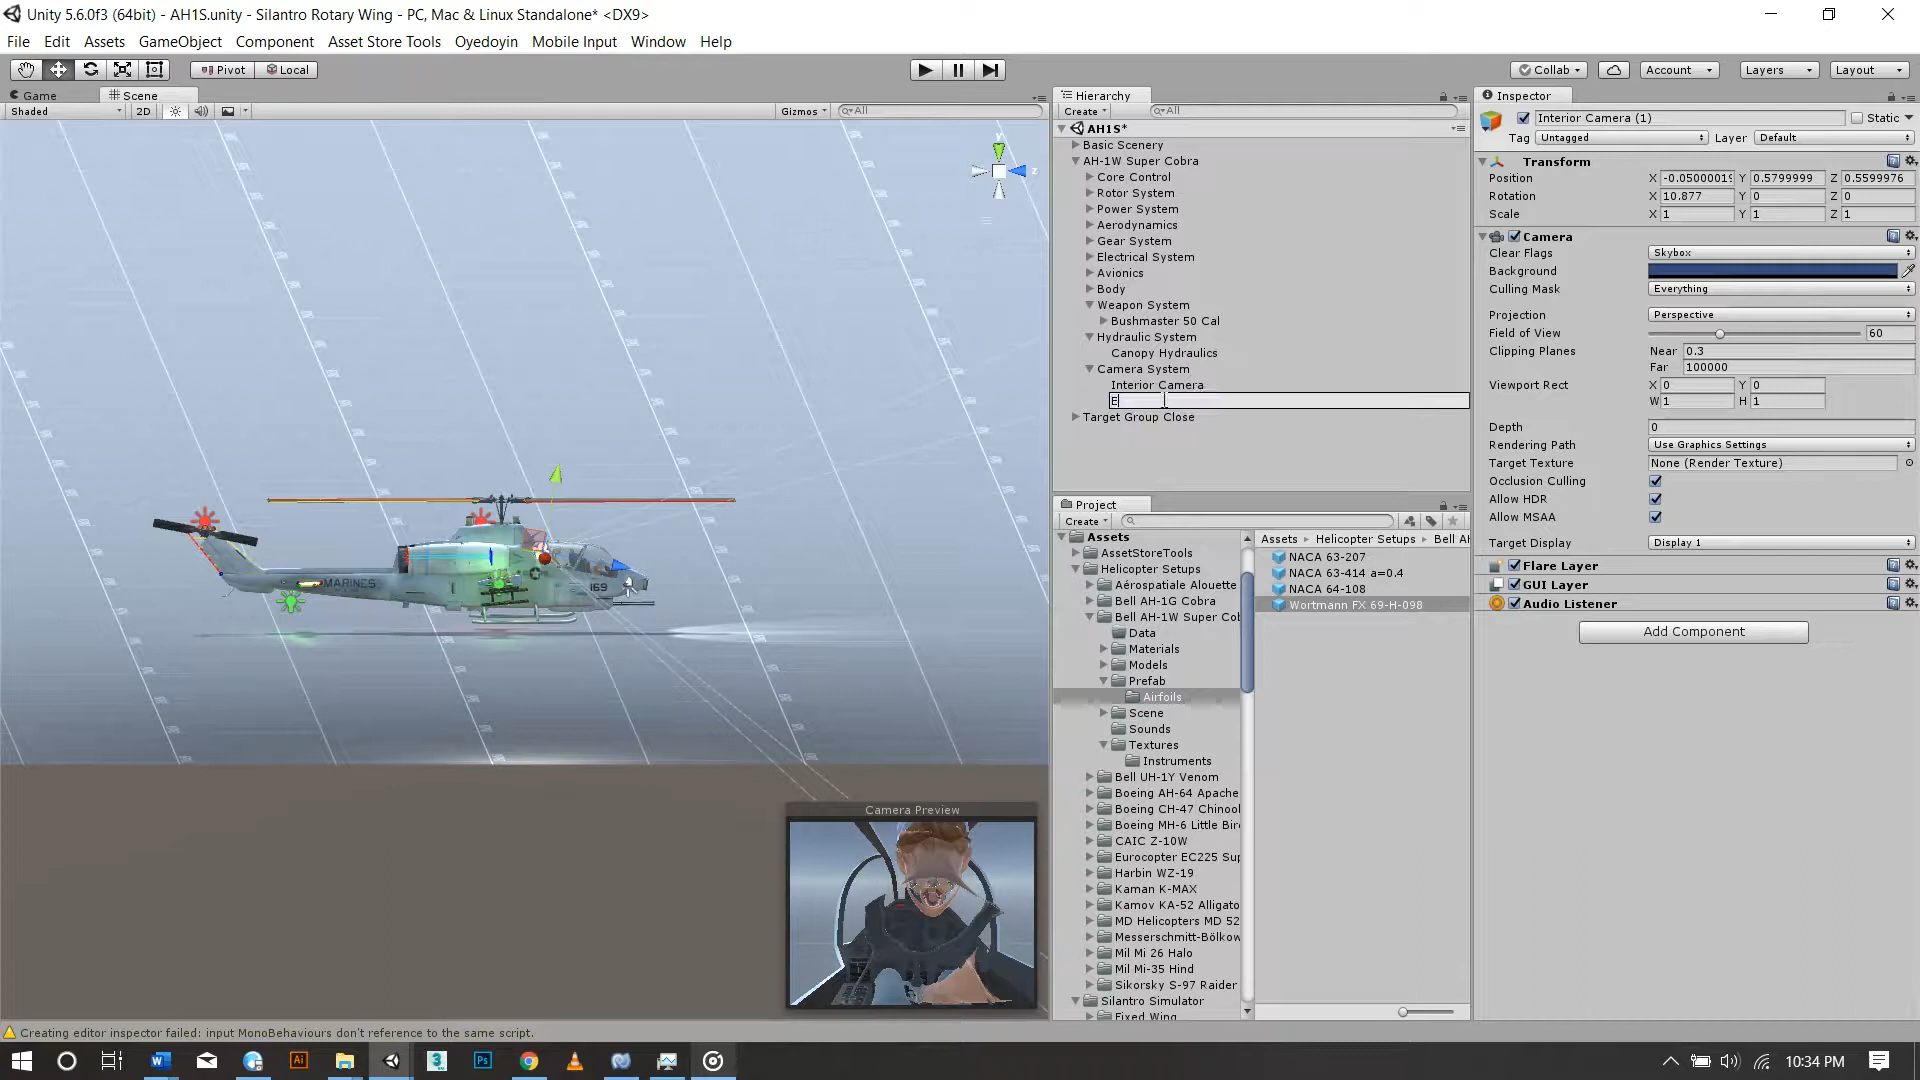 Unity 5.6.0f3 (64bit) - AH1S.unity - Silantro Rotary Wing - PC, Mac & Linux Standalone* <DX9>
File Edit Assets GameObject Component Asset Store Tools Oyedoyin Mobile Input Window Help
Pivot Local Collab Account Layers Layout
Game Scene
Shaded 2D Gizmos All
y
z
MARINES
169
Camera Preview
Hierarchy
Create All
AH1S*
Basic Scenery
AH-1W Super Cobra
Core Control
Rotor System
Power System
Aerodynamics
Gear System
Electrical System
Avionics
Body
Weapon System
Bushmaster 50 Cal
Hydraulic System
Canopy Hydraulics
Camera System
Interior Camera
E
Target Group Close
Project
Create
Assets
AssetStoreTools
Helicopter Setups
Aérospatiale Alouette
Bell AH-1G Cobra
Bell AH-1W Super Cob
Data
Materials
Models
Prefab
Airfoils
Scene
Sounds
Textures
Instruments
Bell UH-1Y Venom
Boeing AH-64 Apache
Boeing CH-47 Chinool
Boeing MH-6 Little Bir
CAIC Z-10W
Eurocopter EC225 Sup
Harbin WZ-19
Kaman K-MAX
Kamov KA-52 Alligato
MD Helicopters MD 52
Messerschmitt-Bölkow
Mil Mi 26 Halo
Mil Mi-35 Hind
Sikorsky S-97 Raider
Silantro Simulator
Fixed Wing
Assets Helicopter Setups Bell AH
NACA 63-207
NACA 63-414 a=0.4
NACA 64-108
Wortmann FX 69-H-098
Inspector
Interior Camera (1) Static
Tag Untagged Layer Default
Transform
Position X -0.05000019 Y 0.5799999 Z 0.5599976
Rotation X 10.877 Y 0 Z 0
Scale X 1 Y 1 Z 1
Camera
Clear Flags Skybox
Background
Culling Mask Everything
Projection Perspective
Field of View 60
Clipping Planes Near 0.3
Far 100000
Viewport Rect X 0 Y 0
W 1 H 1
Depth 0
Rendering Path Use Graphics Settings
Target Texture None (Render Texture)
Occlusion Culling
Allow HDR
Allow MSAA
Target Display Display 1
Flare Layer
GUI Layer
Audio Listener
Add Component
Creating editor inspector failed: input MonoBehaviours don't reference to the same script.
10:34 PM